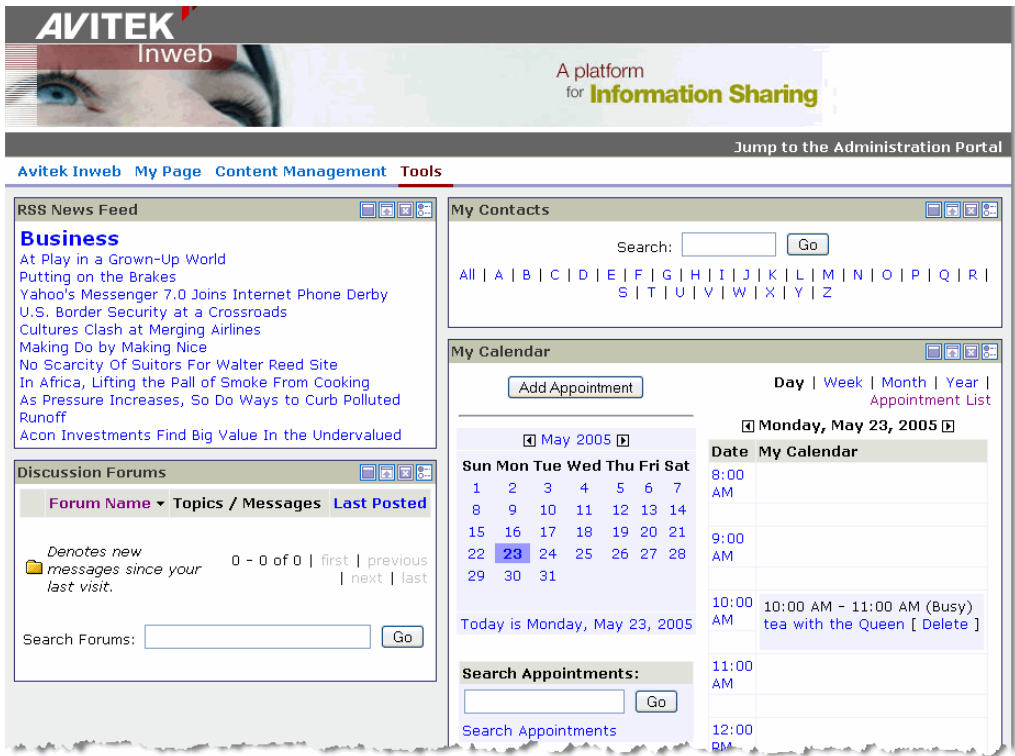 AVITEK
Inweb
A platform
for Information Sharing
Jump to the Administration Portal
Avitek Inweb My Page Content Management Tools
RSS News Feed
Business
At Play in a Grown-Up World
Putting on the Brakes
Yahoo's Messenger 7.0 Joins Internet Phone Derby
U.S. Border Security at a Crossroads
Cultures Clash at Merging Airlines
Making Do by Making Nice
No Scarcity Of Suitors For Walter Reed Site
In Africa, Lifting the Pall of Smoke From Cooking
As Pressure Increases, So Do Ways to Curb Polluted
Runoff
Acon Investments Find Big Value In the Undervalued
Discussion Forums
Forum Name Topics / Messages Last Posted
Denotes new
messages since your
last visit.
0 - 0 of 0 | first | previous
| next | last
Search Forums: Go
My Contacts
Search: Go
All | A | B | C | D | E | F | G | H | I | J | K | L | M | N | O | P | Q | R |
S | T | U | V | W | X | Y | Z
My Calendar
Add Appointment
May 2005
Sun Mon Tue Wed Thu Fri Sat
1 2 3 4 5 6 7
8 9 10 11 12 13 14
15 16 17 18 19 20 21
22 23 24 25 26 27 28
29 30 31
Today is Monday, May 23, 2005
Search Appointments:
Go
Search Appointments
Day | Week | Month | Year |
Appointment List
Monday, May 23, 2005
Date My Calendar
8:00
AM
9:00
AM
10:00
AM
10:00 AM - 11:00 AM (Busy)
tea with the Queen [ Delete ]
11:00
AM
12:00
PM